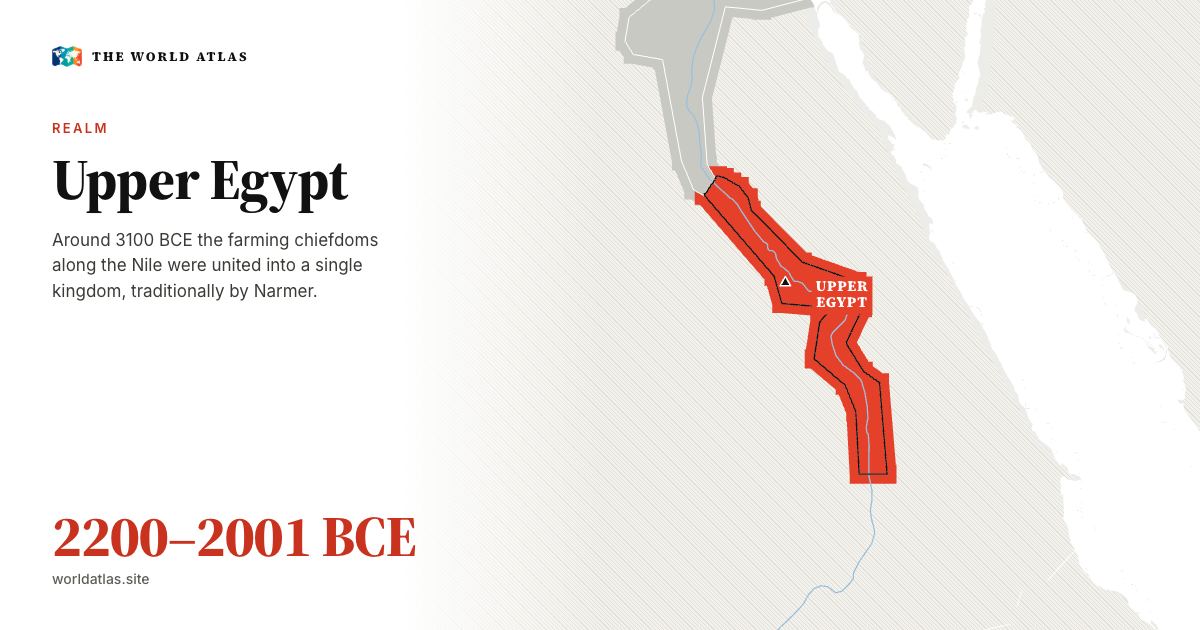 THE WORLD ATLAS
REALM
Upper Egypt
Around 3100 BCE the farming chiefdoms
along the Nile were united into a single
kingdom, traditionally by Narmer.
UPPER
EGYPT
2200–2001 BCE
worldatlas.site